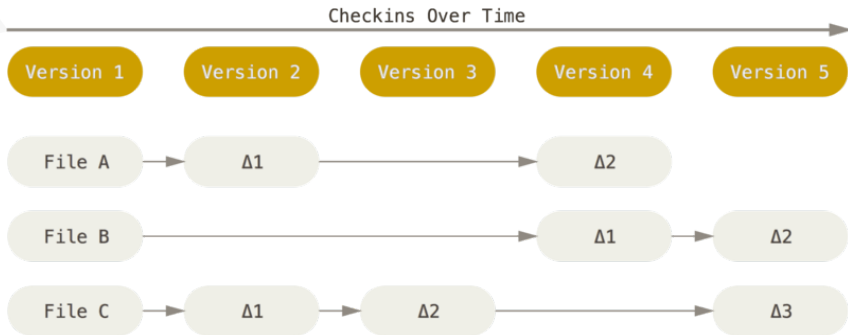 Checkins Over Time
Version 1 Version 2 Version 3 Version 4 Version 5
File A Δ1 Δ2
File B Δ1 Δ2
File C Δ1 Δ2 Δ3